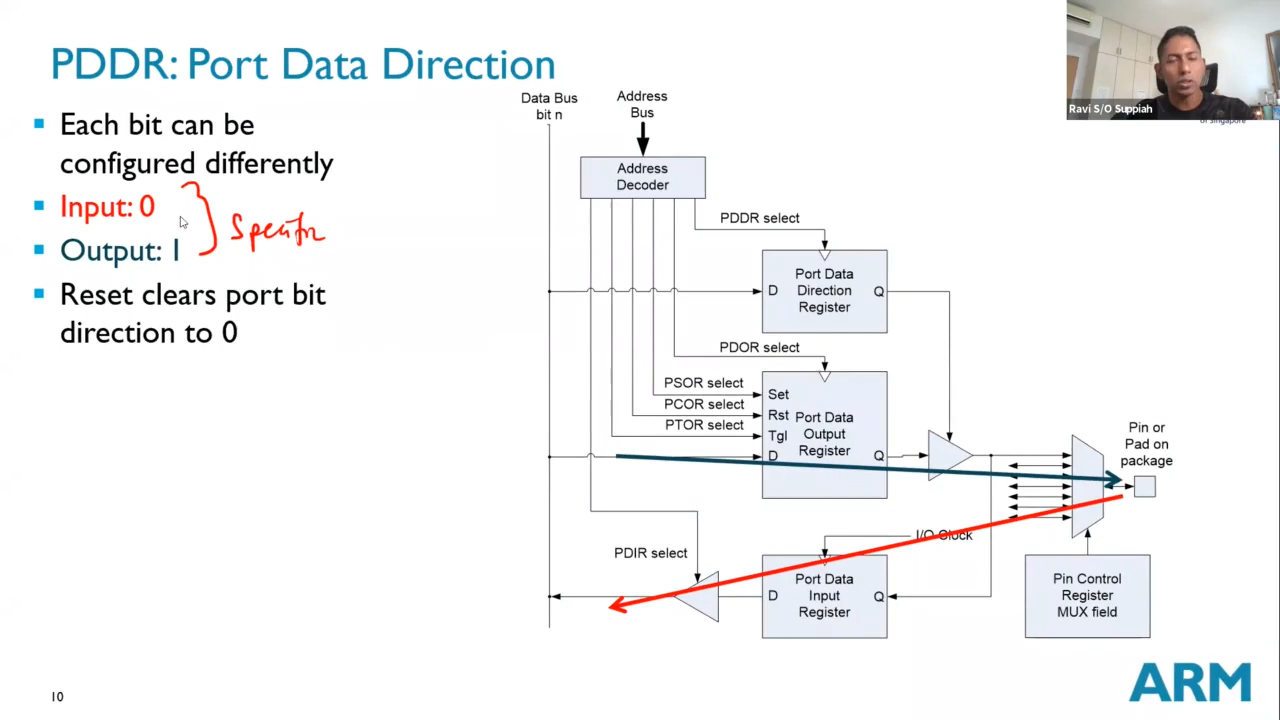 PDDR: Port Data Direction
Each bit can be
configured differently
Input: 0
Output: 1
Reset clears port bit
direction to 0
Data Bus
bit n
Address
Bus
Address
Decoder
PDDR select
Port Data
Direction
Register
D
Q
PDOR select
PSOR select
PCOR select
PTOR select
Set
Rst
Tgl
D
Port Data
Output
Register
Q
Pin or
Pad on
package
I/O Clock
PDIR select
D
Port Data
Input
Register
Q
Pin Control
Register
MUX field
Ravi S/O Suppiah
of Singapore
10
ARM